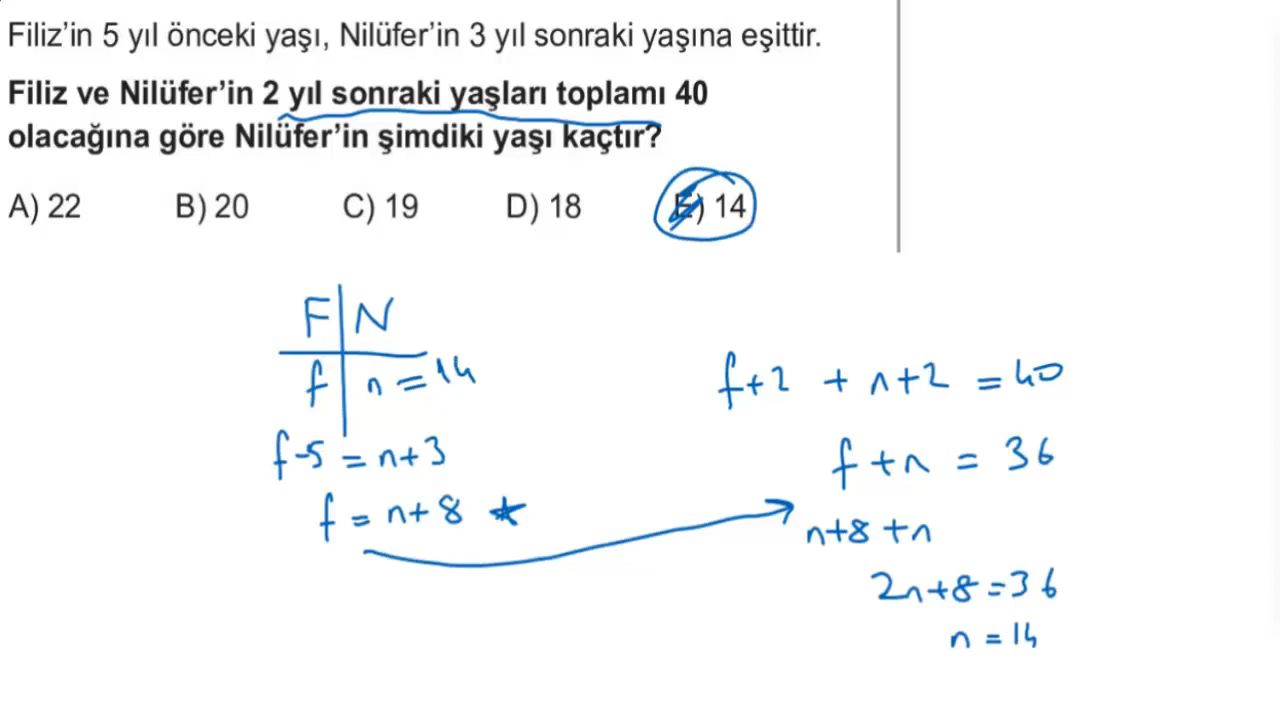 Filiz’in 5 yıl önceki yaşı, Nilüfer’in 3 yıl sonraki yaşına eşittir.
Filiz ve Nilüfer’in 2 yıl sonraki yaşları toplamı 40
olacağına göre Nilüfer’in şimdiki yaşı kaçtır?
A) 22 B) 20 C) 19 D) 18 E) 14
F N
f n = 14
f-5 = n+3
f = n+8
f+2 + n+2 = 40
f+n = 36
n+8+n
2n+8=36
n = 14